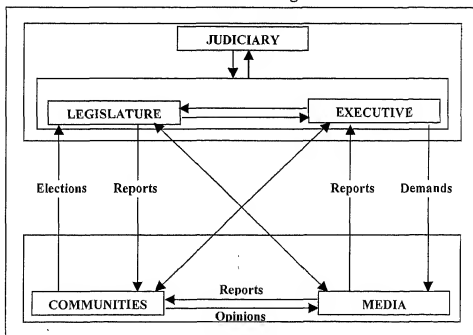 JUDICIARY
LEGISLATURE EXECUTIVE
Elections Reports Reports Demands
Reports
COMMUNITIES MEDIA
Opinions